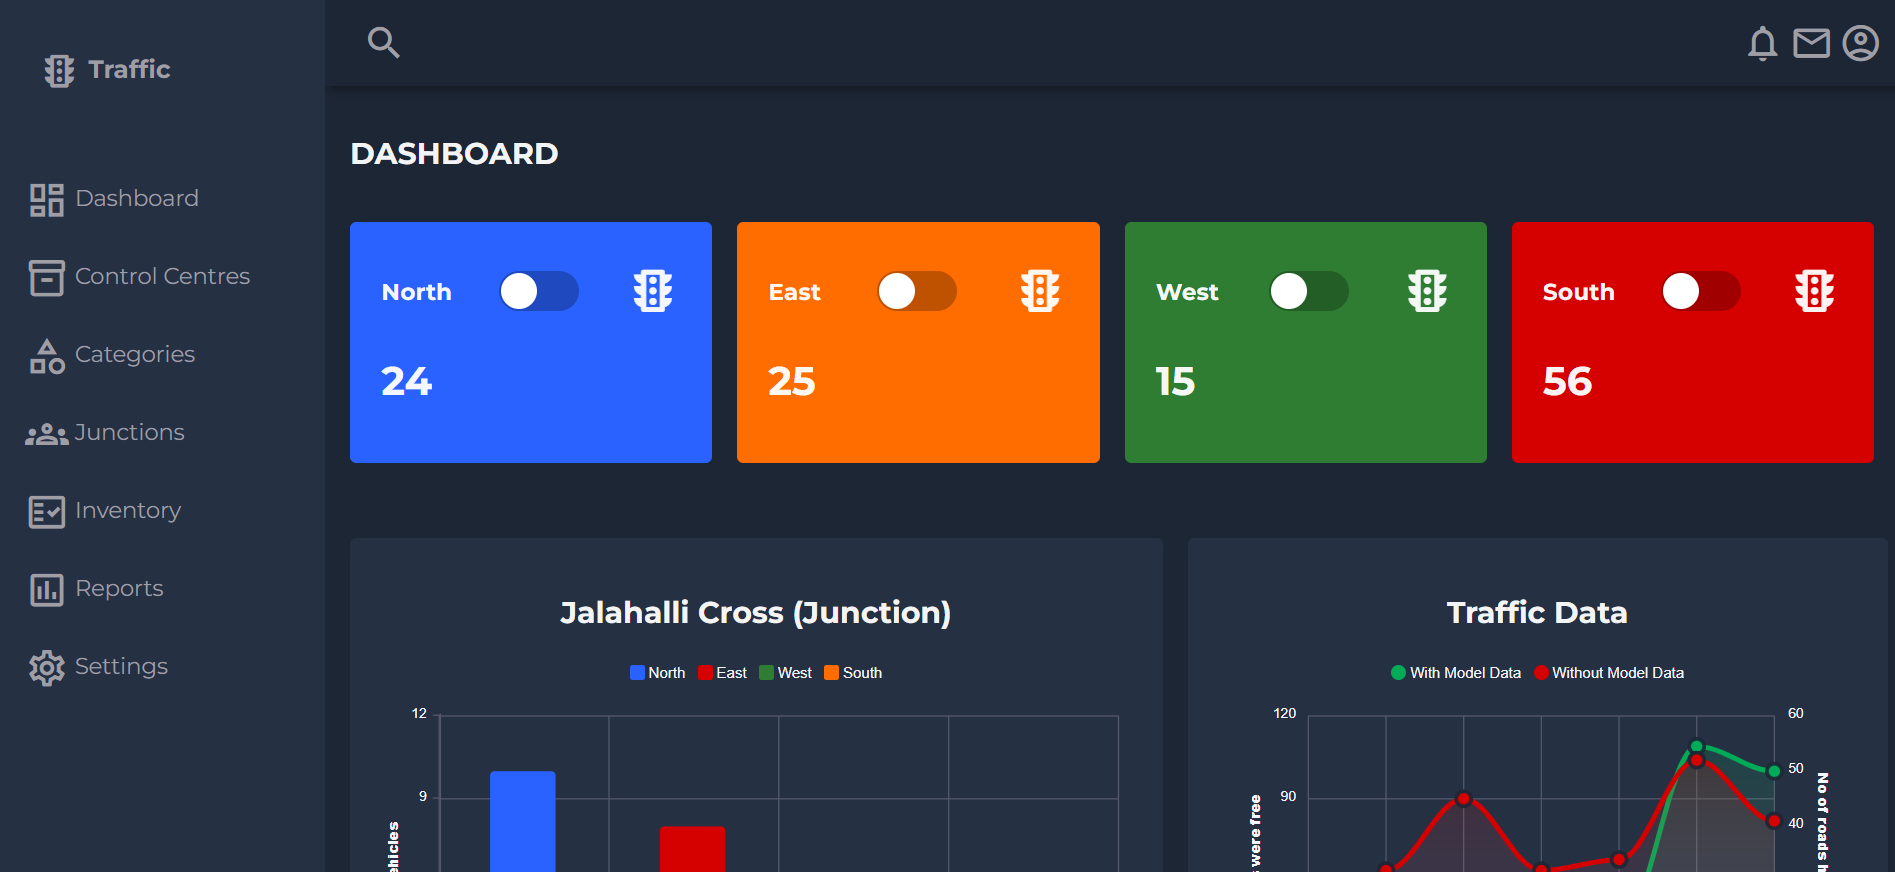 Traffic
Dashboard
Control Centres
Categories
Junctions
Inventory
Reports
Settings
DASHBOARD
North
24
East
25
West
15
South
56
Jalahalli Cross (Junction)
North East West South
12
9
Traffic Data
With Model Data Without Model Data
120
90
were free
60
50
40
No of roads